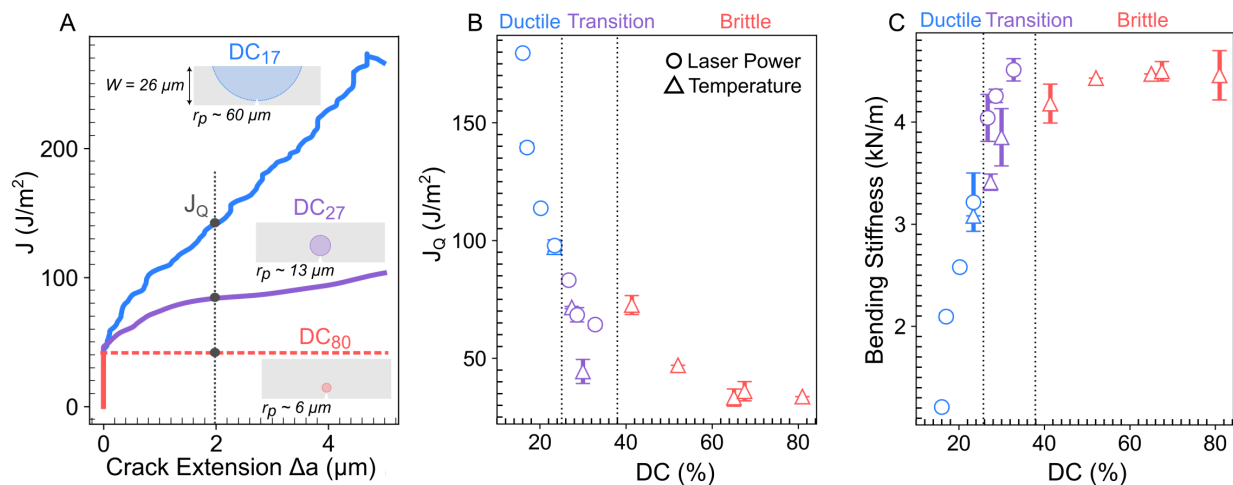 A
DC17
W = 26 μm
rp ~ 60 μm
JQ
DC27
rp ~ 13 μm
DC80
rp ~ 6 μm
J (J/m²)
0
100
200
0
2
4
Crack Extension Δa (μm)
B
Ductile
Transition
Brittle
Laser Power
Temperature
JQ (J/m²)
50
100
150
20
40
60
80
DC (%)
C
Ductile
Transition
Brittle
Bending Stiffness (kN/m)
2
3
4
20
40
60
80
DC (%)